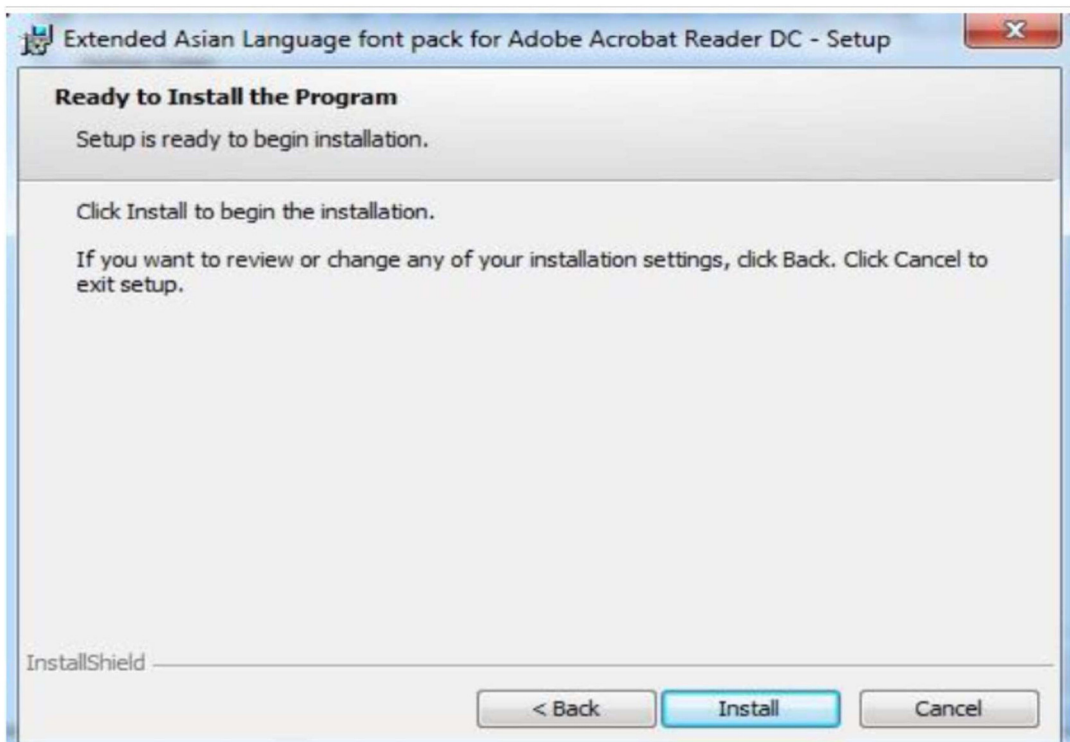 Extended Asian Language font pack for Adobe Acrobat Reader DC - Setup
Ready to Install the Program
Setup is ready to begin installation.
Click Install to begin the installation.
If you want to review or change any of your installation settings, click Back. Click Cancel to
exit setup.
InstallShield
< Back
Install
Cancel